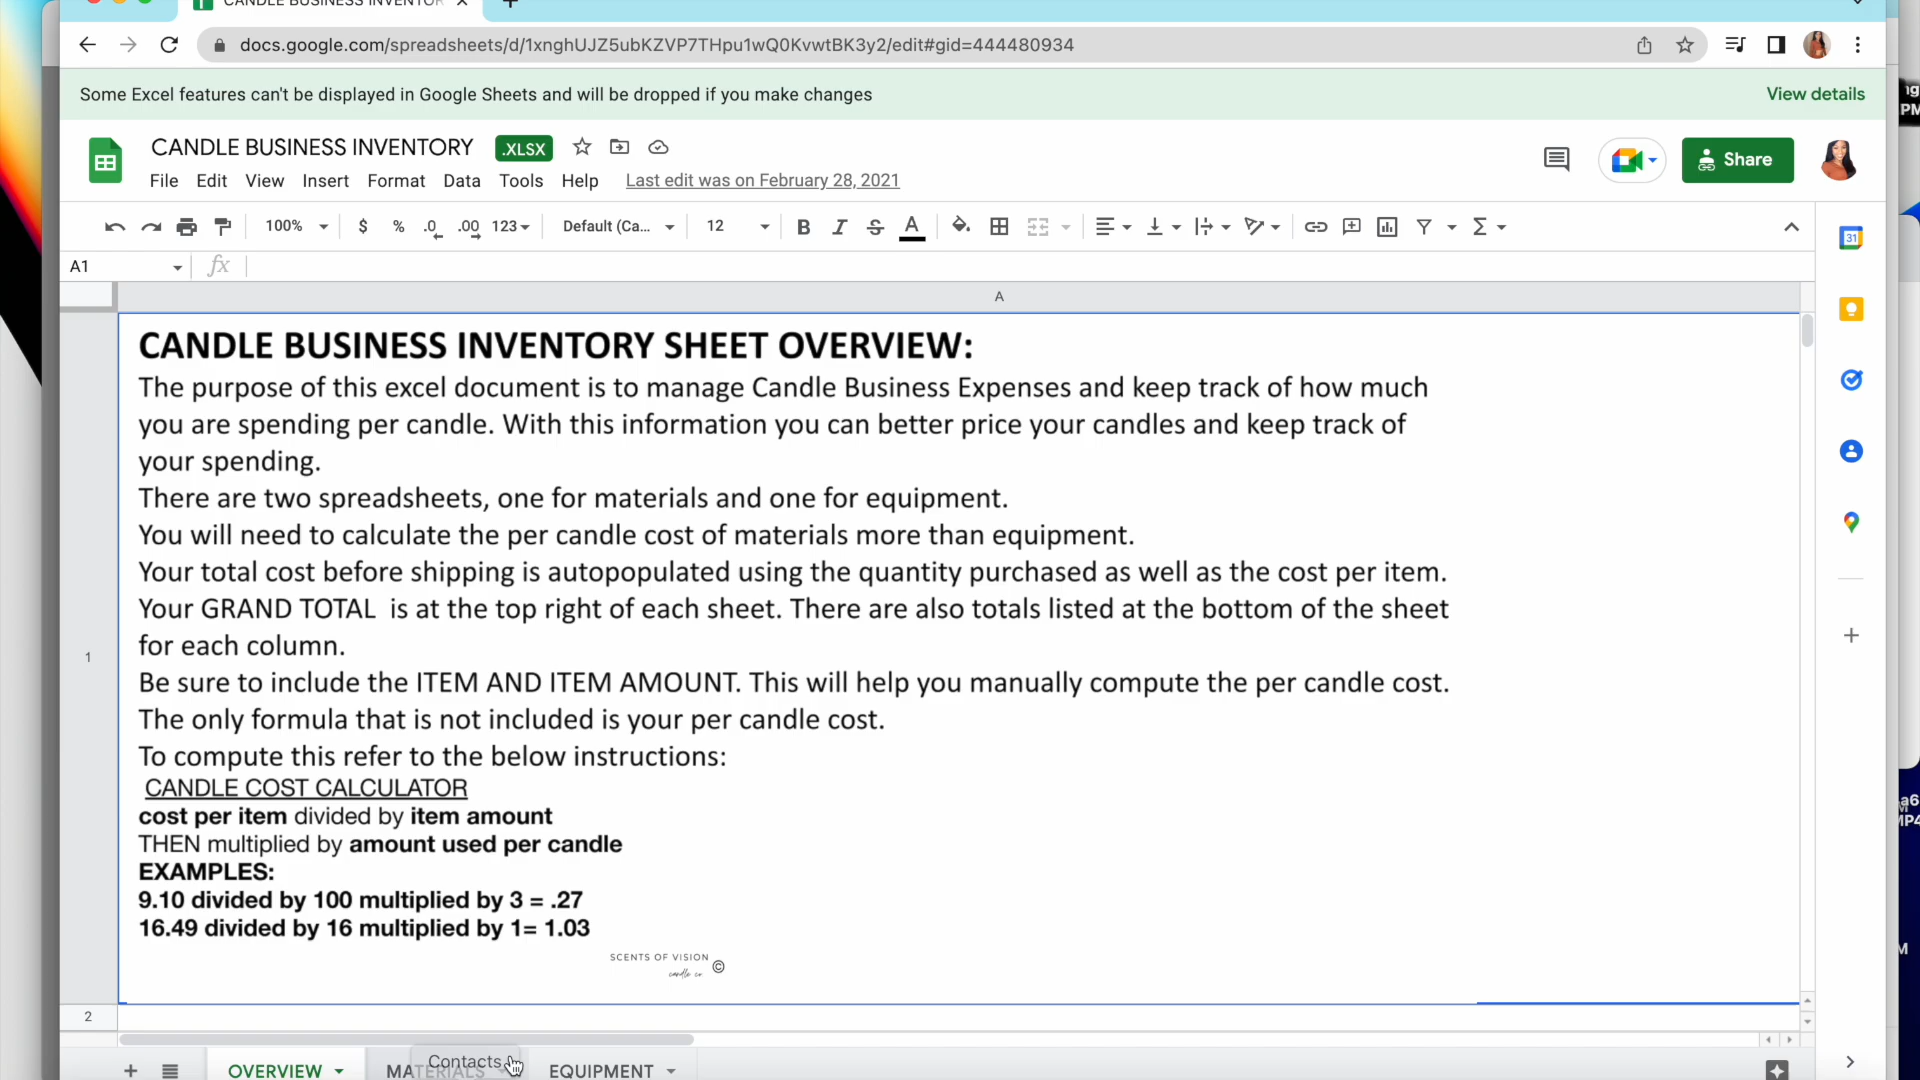 CANDLE BUSINESS INVENTOR
docs.google.com/spreadsheets/d/1xnghUJZ5ubKZVP7THpu1wQ0KvwtBK3y2/edit#gid=444480934
Some Excel features can't be displayed in Google Sheets and will be dropped if you make changes
View details
CANDLE BUSINESS INVENTORY .XLSX
Share
File Edit View Insert Format Data Tools Help Last edit was on February 28, 2021
100% $ % .0 .00 123 Default (Ca... 12 B I S A
A1 fx
31
A
1
2
CANDLE BUSINESS INVENTORY SHEET OVERVIEW:
The purpose of this excel document is to manage Candle Business Expenses and keep track of how much
you are spending per candle. With this information you can better price your candles and keep track of
your spending.
There are two spreadsheets, one for materials and one for equipment.
You will need to calculate the per candle cost of materials more than equipment.
Your total cost before shipping is autopopulated using the quantity purchased as well as the cost per item.
Your GRAND TOTAL is at the top right of each sheet. There are also totals listed at the bottom of the sheet
for each column.
Be sure to include the ITEM AND ITEM AMOUNT. This will help you manually compute the per candle cost.
The only formula that is not included is your per candle cost.
To compute this refer to the below instructions:
CANDLE COST CALCULATOR
cost per item divided by item amount
THEN multiplied by amount used per candle
EXAMPLES:
9.10 divided by 100 multiplied by 3 = .27
16.49 divided by 16 multiplied by 1= 1.03
SCENTS OF VISION
candle co ©
OVERVIEW MATERIALS Contacts EQUIPMENT